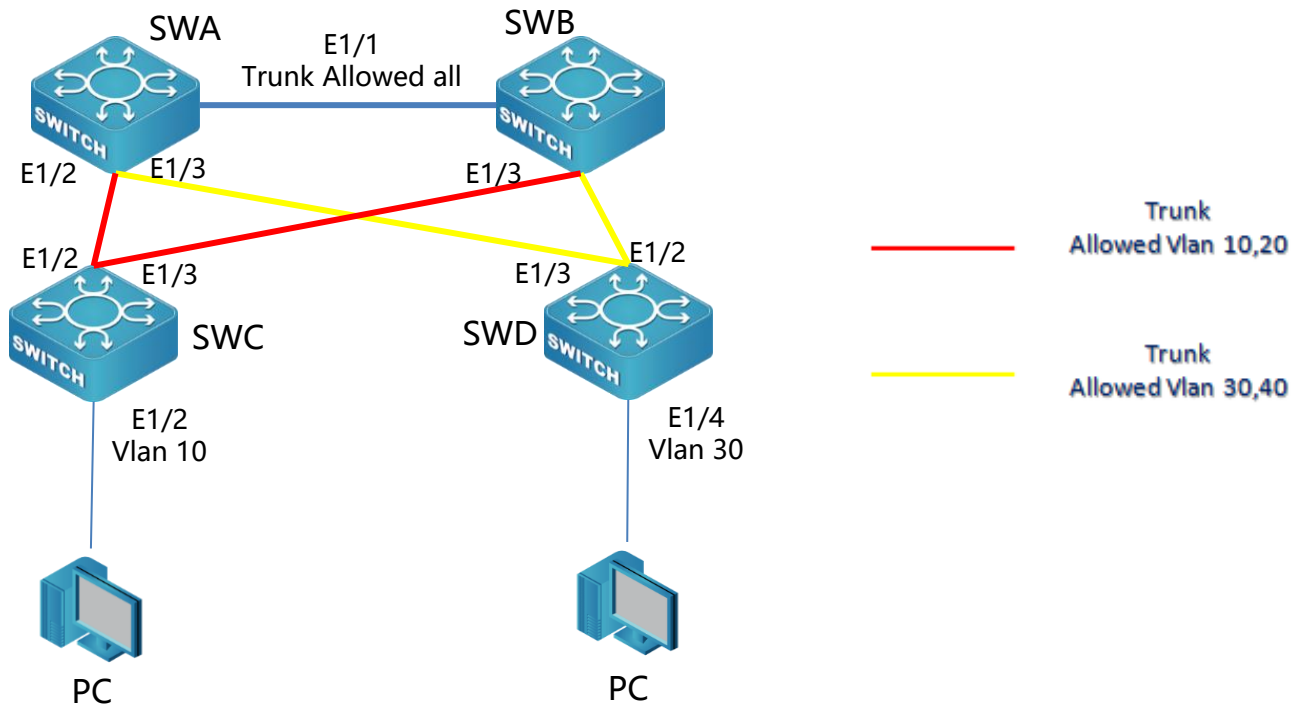 SWA
SWB
E1/1
Trunk Allowed all
SWITCH
SWITCH
E1/2
E1/3
E1/3
Trunk
Allowed Vlan 10,20
E1/2
E1/3
E1/3
E1/2
SWC
SWD
SWITCH
SWITCH
Trunk
Allowed Vlan 30,40
E1/2
Vlan 10
E1/4
Vlan 30
PC
PC